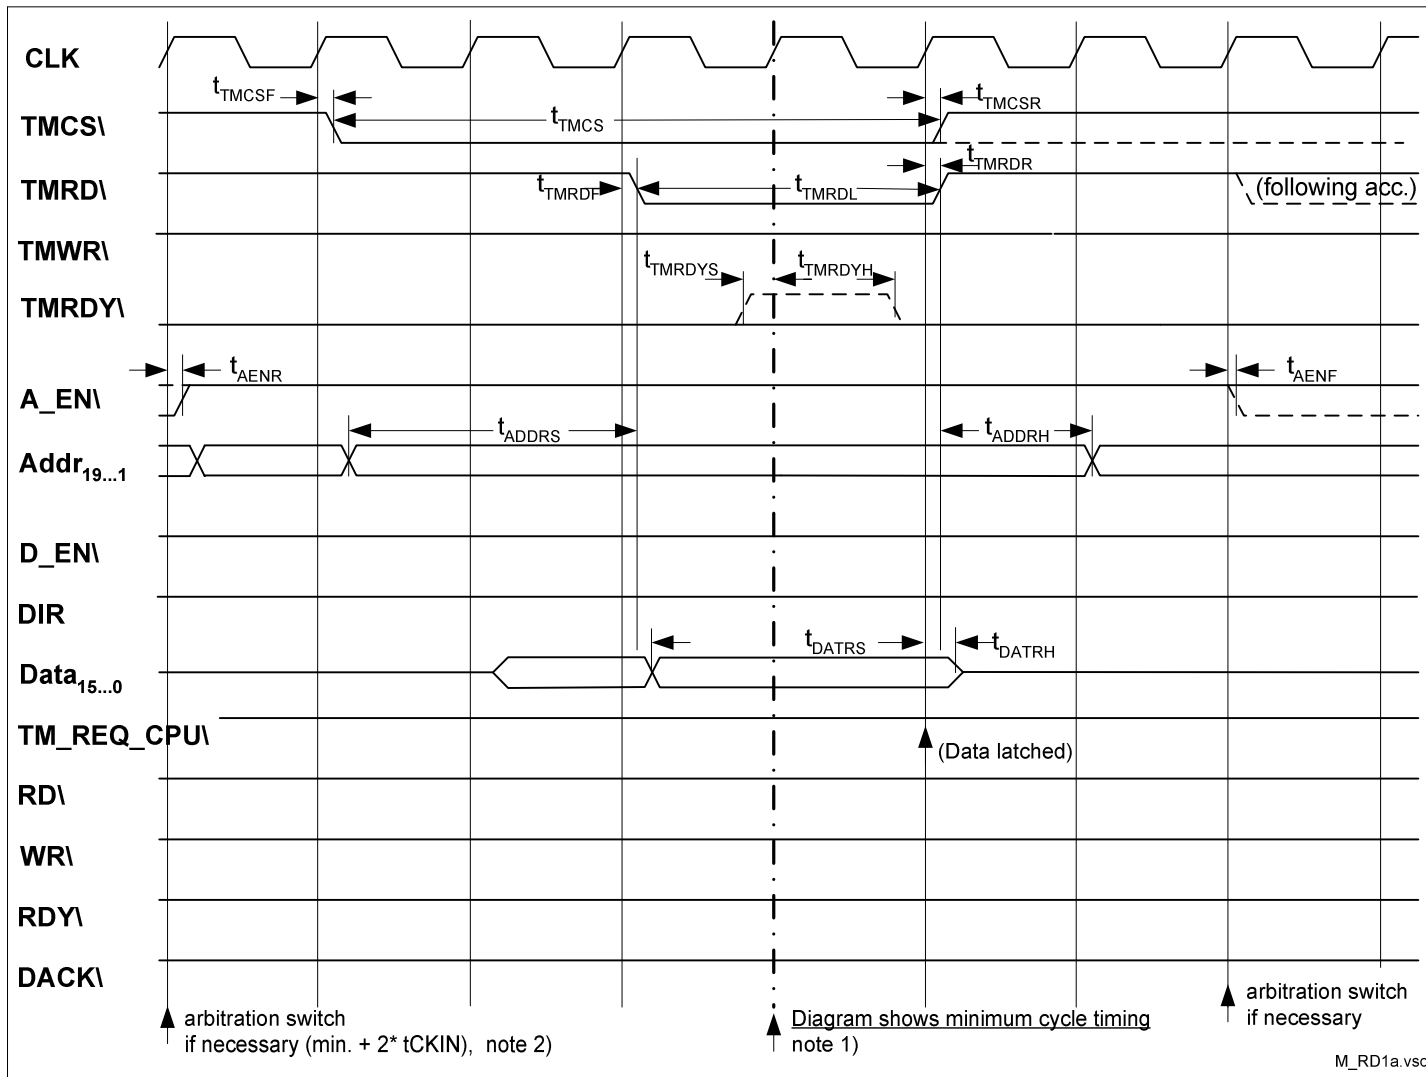 CLK
tTMCSF
tTMCSR
TMCS\
tTMCS
tTMRDR
TMRD\
tTMRDF
tTMRDL
(following acc.)
TMWR\
tTMRDYS
tTMRDYH
TMRDY\
tAENR
tAENF
A_EN\
tADDRS
tADDRH
Addr19...1
D_EN\
DIR
tDATRS
tDATRH
Data15...0
TM_REQ_CPU\
(Data latched)
RD\
WR\
RDY\
DACK\
arbitration switch
if necessary (min. + 2* tCKIN), note 2)
Diagram shows minimum cycle timing
note 1)
arbitration switch
if necessary
M_RD1a.vsd